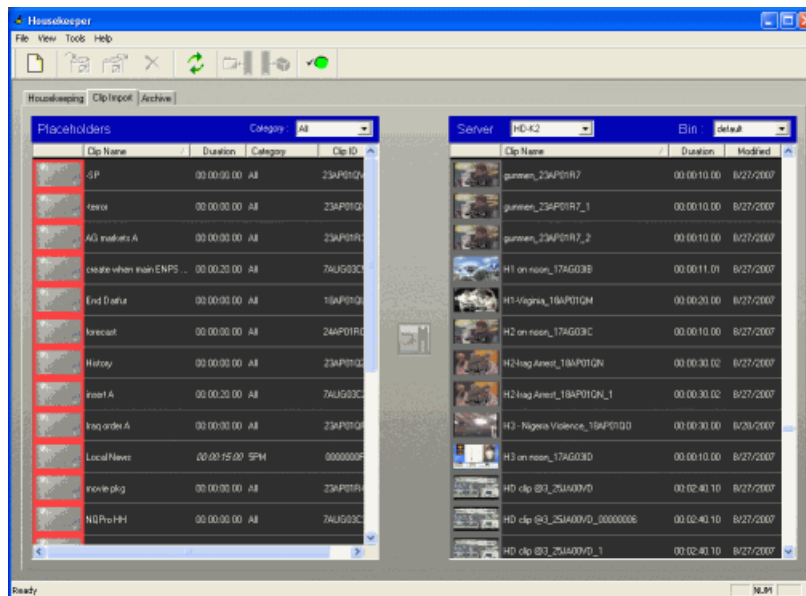 Housekeeper
File View Tools Help
Housekeeping Clip Import Archive
Placeholders Category: All
Server HD-K2 Bin: default
Clip Name Duration Category Clip ID
Clip Name Duration Modified
-SP 00:00:00.00 All
00:00:00.00 All
AG markets A 00:00:00.00 All
create when main ENPS ... 00:00:20.00 All
End Darfur 00:00:00.00 All
forecast 00:00:00.00 All
History 00:00:00.00 All
insert A 00:00:20.00 All
Iraq order A 00:00:00.00 All
Local News 00:00:15.00 5PM 0000000F
movie pkg 00:00:00.00 All
NQPro HH 00:00:00.00 All
gunmen_23AP01R7 00:00:10.00 8/27/2007
gunmen_23AP01R7_1 00:00:10.00 8/27/2007
gunmen_23AP01R7_2 00:00:10.00 8/27/2007
H1 on noon_17AG03IB 00:00:11.01 8/27/2007
H1-Virginia_18AP01QM 00:00:20.00 8/27/2007
H2 on noon_17AG03IC 00:00:10.00 8/27/2007
H2-Iraq Arrest_18AP01QN 00:00:30.02 8/27/2007
H2-Iraq Arrest_18AP01QN_1 00:00:30.02 8/27/2007
H3 - Nigeria Violence_18AP01QO 00:00:30.00 8/28/2007
H3 on noon_17AG03ID 00:00:10.00 8/27/2007
HD clip @3_25JA00VD 00:02:40.10 8/27/2007
HD clip @3_25JA00VD_00000006 00:02:40.10 8/27/2007
HD clip @3_25JA00VD_1 00:02:40.10 8/27/2007
Ready NUM